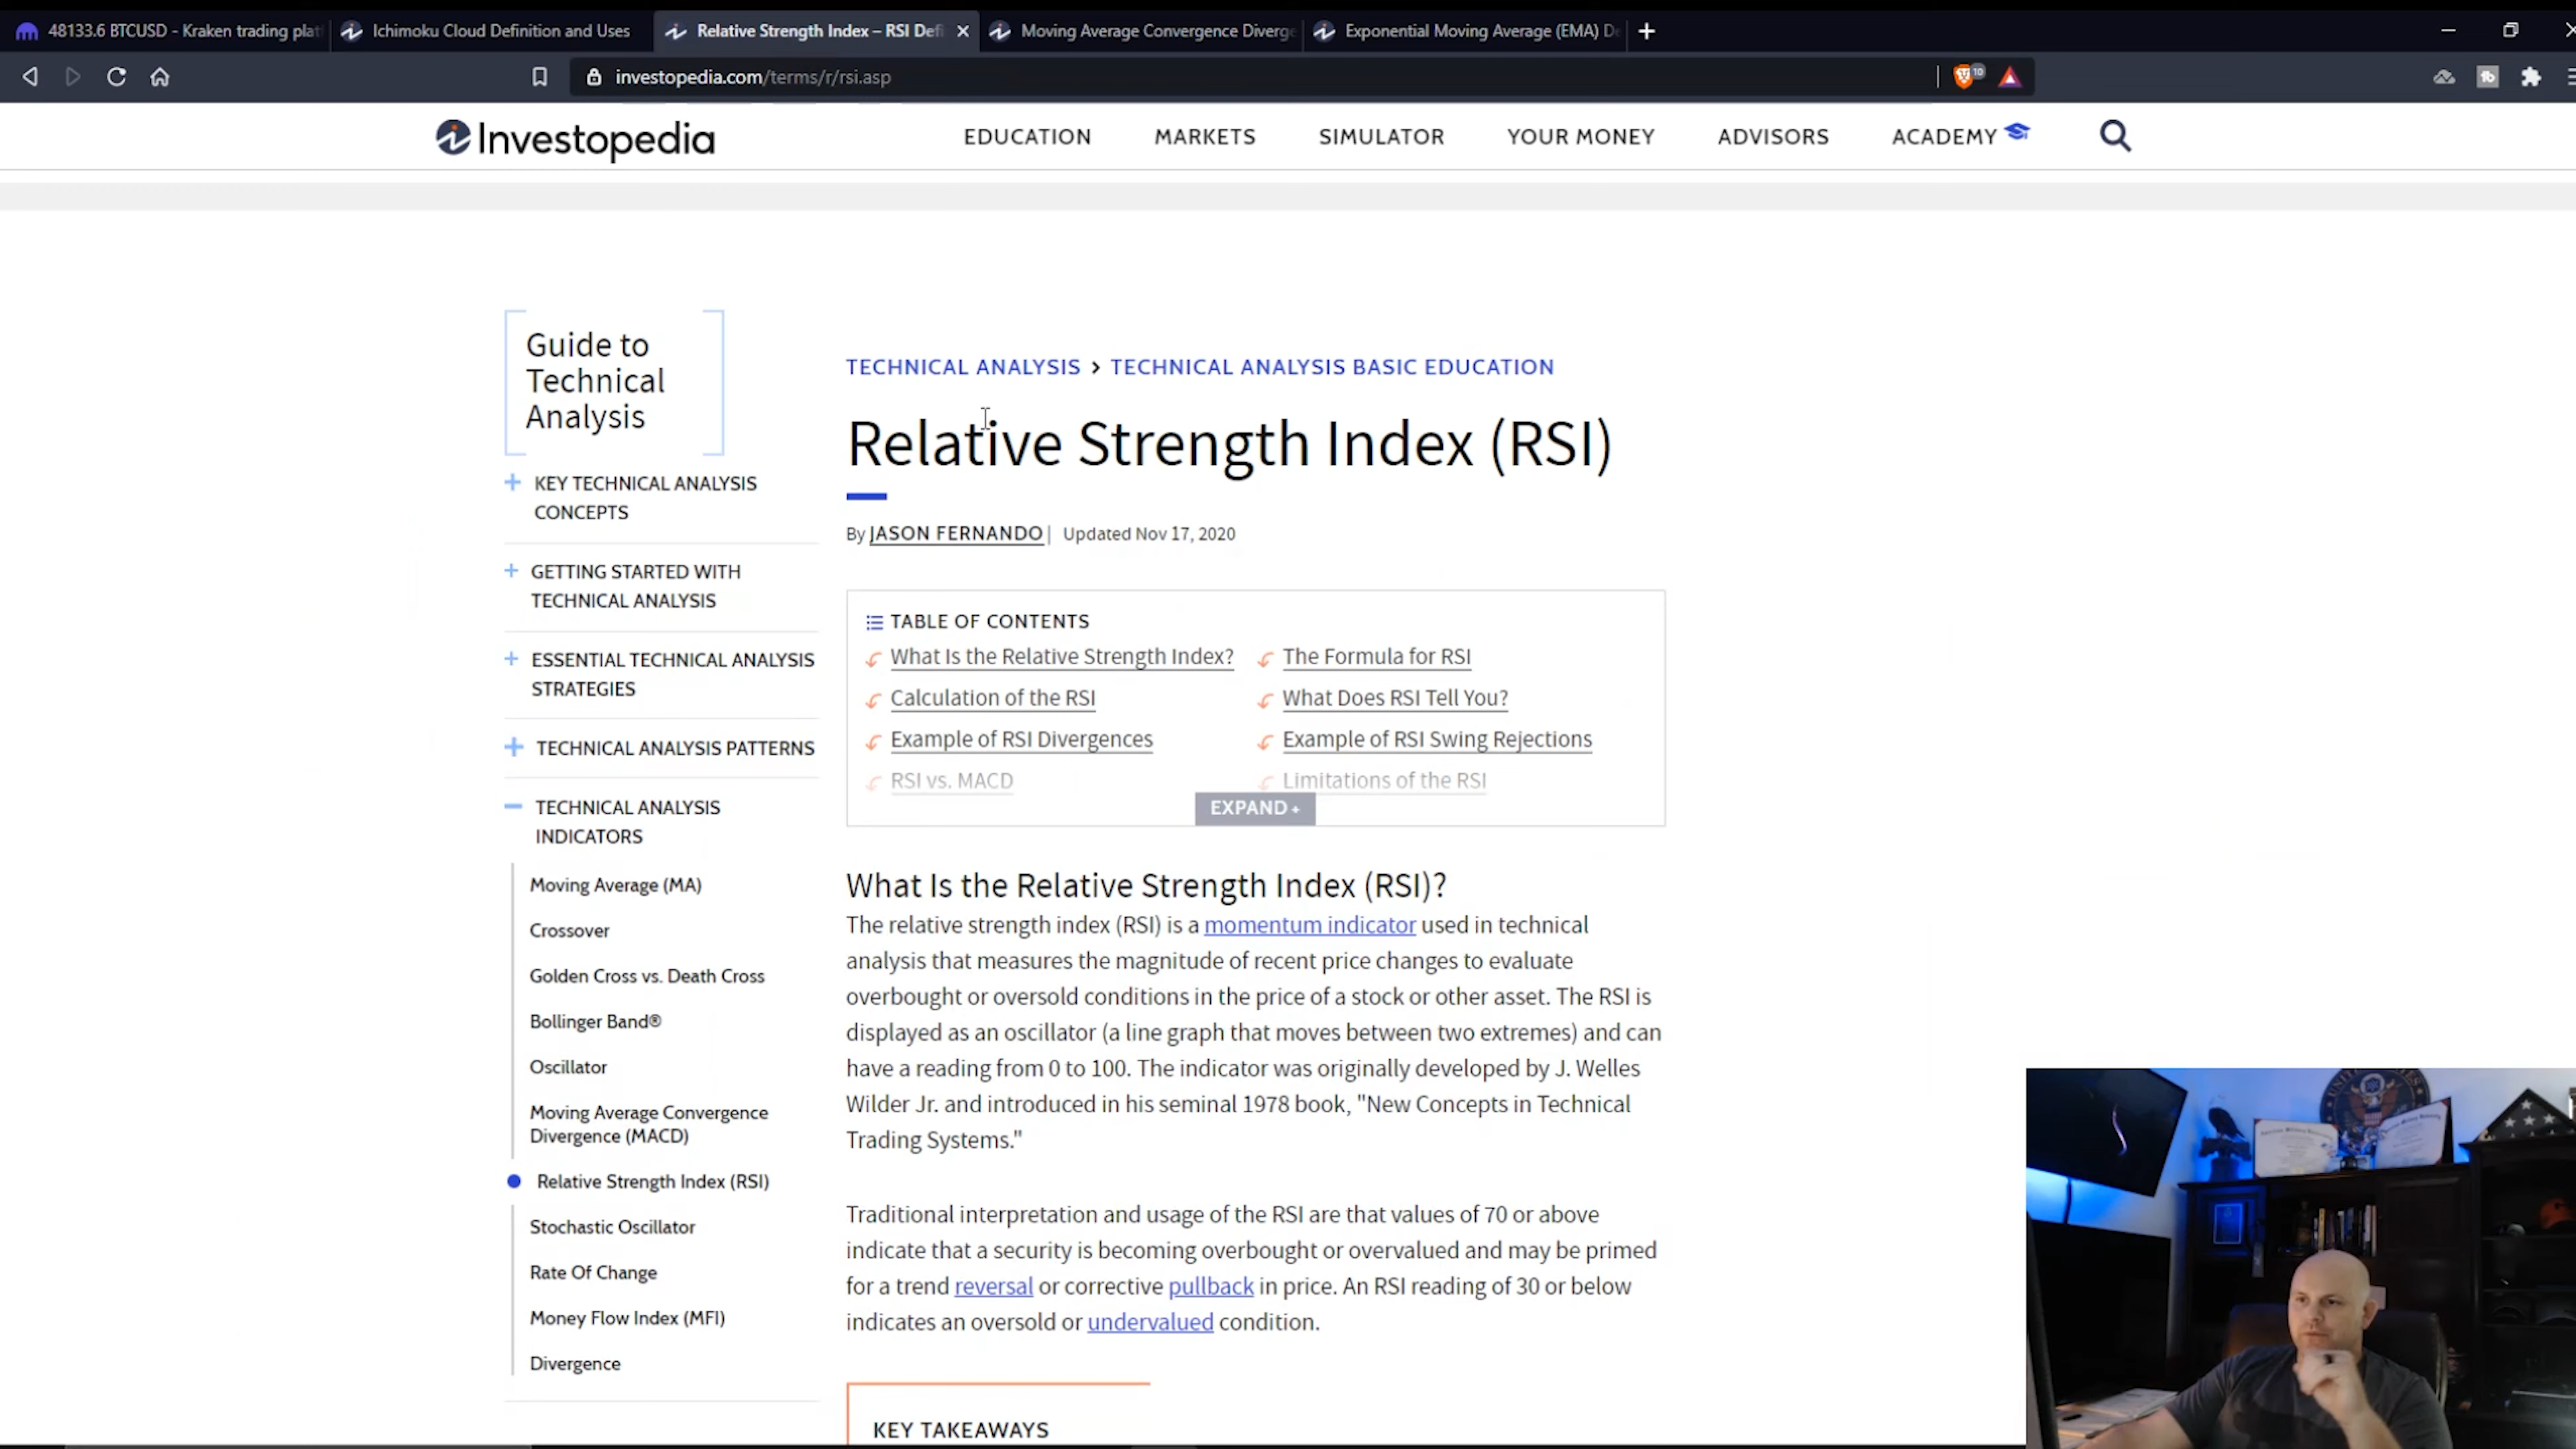 48133.6 BTCUSD - Kraken trading plat
Ichimoku Cloud Definition and Uses
Relative Strength Index – RSI Defi
Moving Average Convergence Diverge
Exponential Moving Average (EMA) De
investopedia.com/terms/r/rsi.asp
10
tb
Investopedia
EDUCATION
MARKETS
SIMULATOR
YOUR MONEY
ADVISORS
ACADEMY
Guide to
Technical
Analysis
KEY TECHNICAL ANALYSIS
CONCEPTS
GETTING STARTED WITH
TECHNICAL ANALYSIS
ESSENTIAL TECHNICAL ANALYSIS
STRATEGIES
TECHNICAL ANALYSIS PATTERNS
TECHNICAL ANALYSIS
INDICATORS
Moving Average (MA)
Crossover
Golden Cross vs. Death Cross
Bollinger Band®
Oscillator
Moving Average Convergence
Divergence (MACD)
Relative Strength Index (RSI)
Stochastic Oscillator
Rate Of Change
Money Flow Index (MFI)
Divergence
TECHNICAL ANALYSIS > TECHNICAL ANALYSIS BASIC EDUCATION
Relative Strength Index (RSI)
By JASON FERNANDO | Updated Nov 17, 2020
TABLE OF CONTENTS
What Is the Relative Strength Index?
The Formula for RSI
Calculation of the RSI
What Does RSI Tell You?
Example of RSI Divergences
Example of RSI Swing Rejections
RSI vs. MACD
Limitations of the RSI
EXPAND +
What Is the Relative Strength Index (RSI)?
The relative strength index (RSI) is a momentum indicator used in technical
analysis that measures the magnitude of recent price changes to evaluate
overbought or oversold conditions in the price of a stock or other asset. The RSI is
displayed as an oscillator (a line graph that moves between two extremes) and can
have a reading from 0 to 100. The indicator was originally developed by J. Welles
Wilder Jr. and introduced in his seminal 1978 book, "New Concepts in Technical
Trading Systems."
Traditional interpretation and usage of the RSI are that values of 70 or above
indicate that a security is becoming overbought or overvalued and may be primed
for a trend reversal or corrective pullback in price. An RSI reading of 30 or below
indicates an oversold or undervalued condition.
KEY TAKEAWAYS